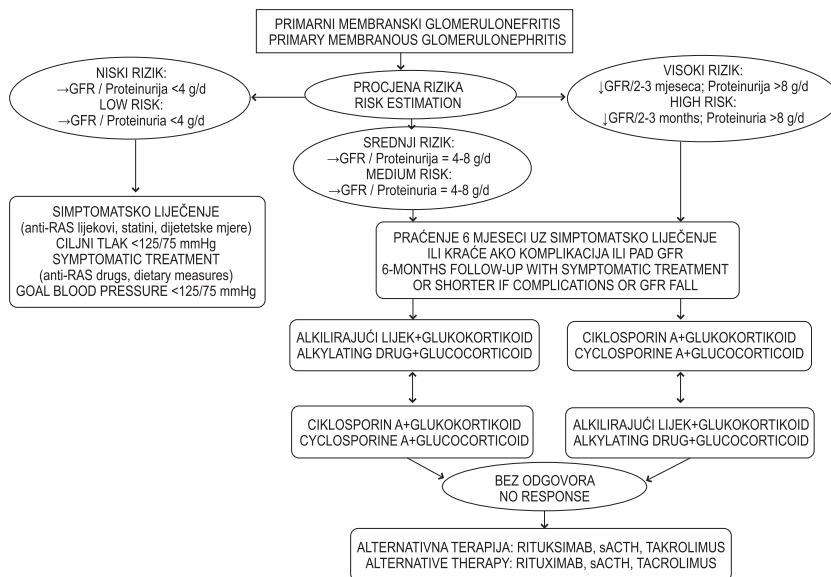 PRIMARNI MEMBRANSKI GLOMERULONEFRITIS
PRIMARY MEMBRANOUS GLOMERULONEPHRITIS
NISKI RIZIK:
→GFR / Proteinurija <4 g/d
LOW RISK:
→GFR / Proteinuria <4 g/d
PROCJENA RIZIKA
RISK ESTIMATION
VISOKI RIZIK:
↓GFR/2-3 mjeseca; Proteinurija >8 g/d
HIGH RISK:
↓GFR/2-3 months; Proteinuria >8 g/d
SREDNJI RIZIK:
→GFR / Proteinurija = 4-8 g/d
MEDIUM RISK:
→GFR / Proteinuria = 4-8 g/d
SIMPTOMATSKO LIJEČENJE
(anti-RAS lijekovi, statini, dijetetske mjere)
CILJNI TLAK <125/75 mmHg
SYMPTOMATIC TREATMENT
(anti-RAS drugs, dietary measures)
GOAL BLOOD PRESSURE <125/75 mmHg
PRAĆENJE 6 MJESECI UZ SIMPTOMATSKO LIJEČENJE
ILI KRAĆE AKO KOMPLIKACIJA ILI PAD GFR
6-MONTHS FOLLOW-UP WITH SYMPTOMATIC TREATMENT
OR SHORTER IF COMPLICATIONS OR GFR FALL
ALKILIRAJUĆI LIJEK+GLUKOKORTIKOID
ALKYLATING DRUG+GLUCOCORTICOID
CIKLOSPORIN A+GLUKOKORTIKOID
CYCLOSPORINE A+GLUCOCORTICOID
CIKLOSPORIN A+GLUKOKORTIKOID
CYCLOSPORINE A+GLUCOCORTICOID
ALKILIRAJUĆI LIJEK+GLUKOKORTIKOID
ALKYLATING DRUG+GLUCOCORTICOID
BEZ ODGOVORA
NO RESPONSE
ALTERNATIVNA TERAPIJA: RITUKSIMAB, sACTH, TAKROLIMUS
ALTERNATIVE THERAPY: RITUXIMAB, sACTH, TACROLIMUS